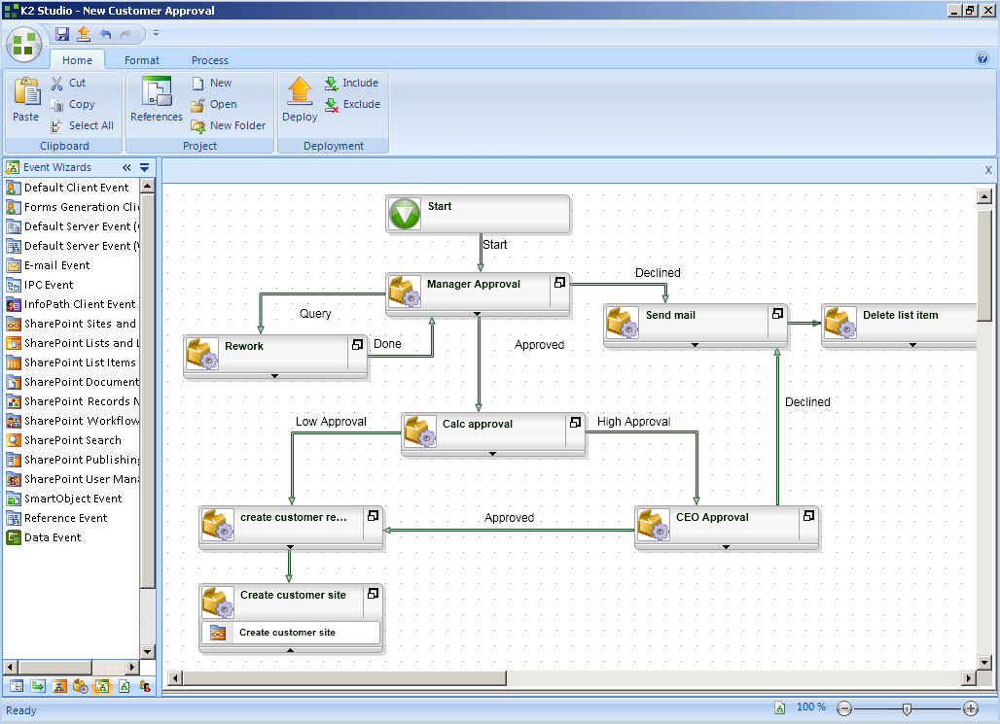 K2 Studio - New Customer Approval
Home Format Process
Cut New Include
Copy Open Exclude
Paste Select All References New Folder Deploy
Clipboard Project Deployment
Event Wizards
X
Default Client Event
Forms Generation Clie
Default Server Event (
Default Server Event (
E-mail Event
IPC Event
InfoPath Client Event
SharePoint Sites and
SharePoint Lists and L
SharePoint List Items
SharePoint Document
SharePoint Records M
SharePoint Workflow
SharePoint Search
SharePoint Publishing
SharePoint User Mana
SmartObject Event
Reference Event
Data Event
Start
Start
Manager Approval
Declined
Query
Send mail
Delete list item
Rework
Done
Approved
Declined
Low Approval
Calc approval
High Approval
create customer re...
Approved
CEO Approval
Create customer site
Create customer site
Ready
100 %